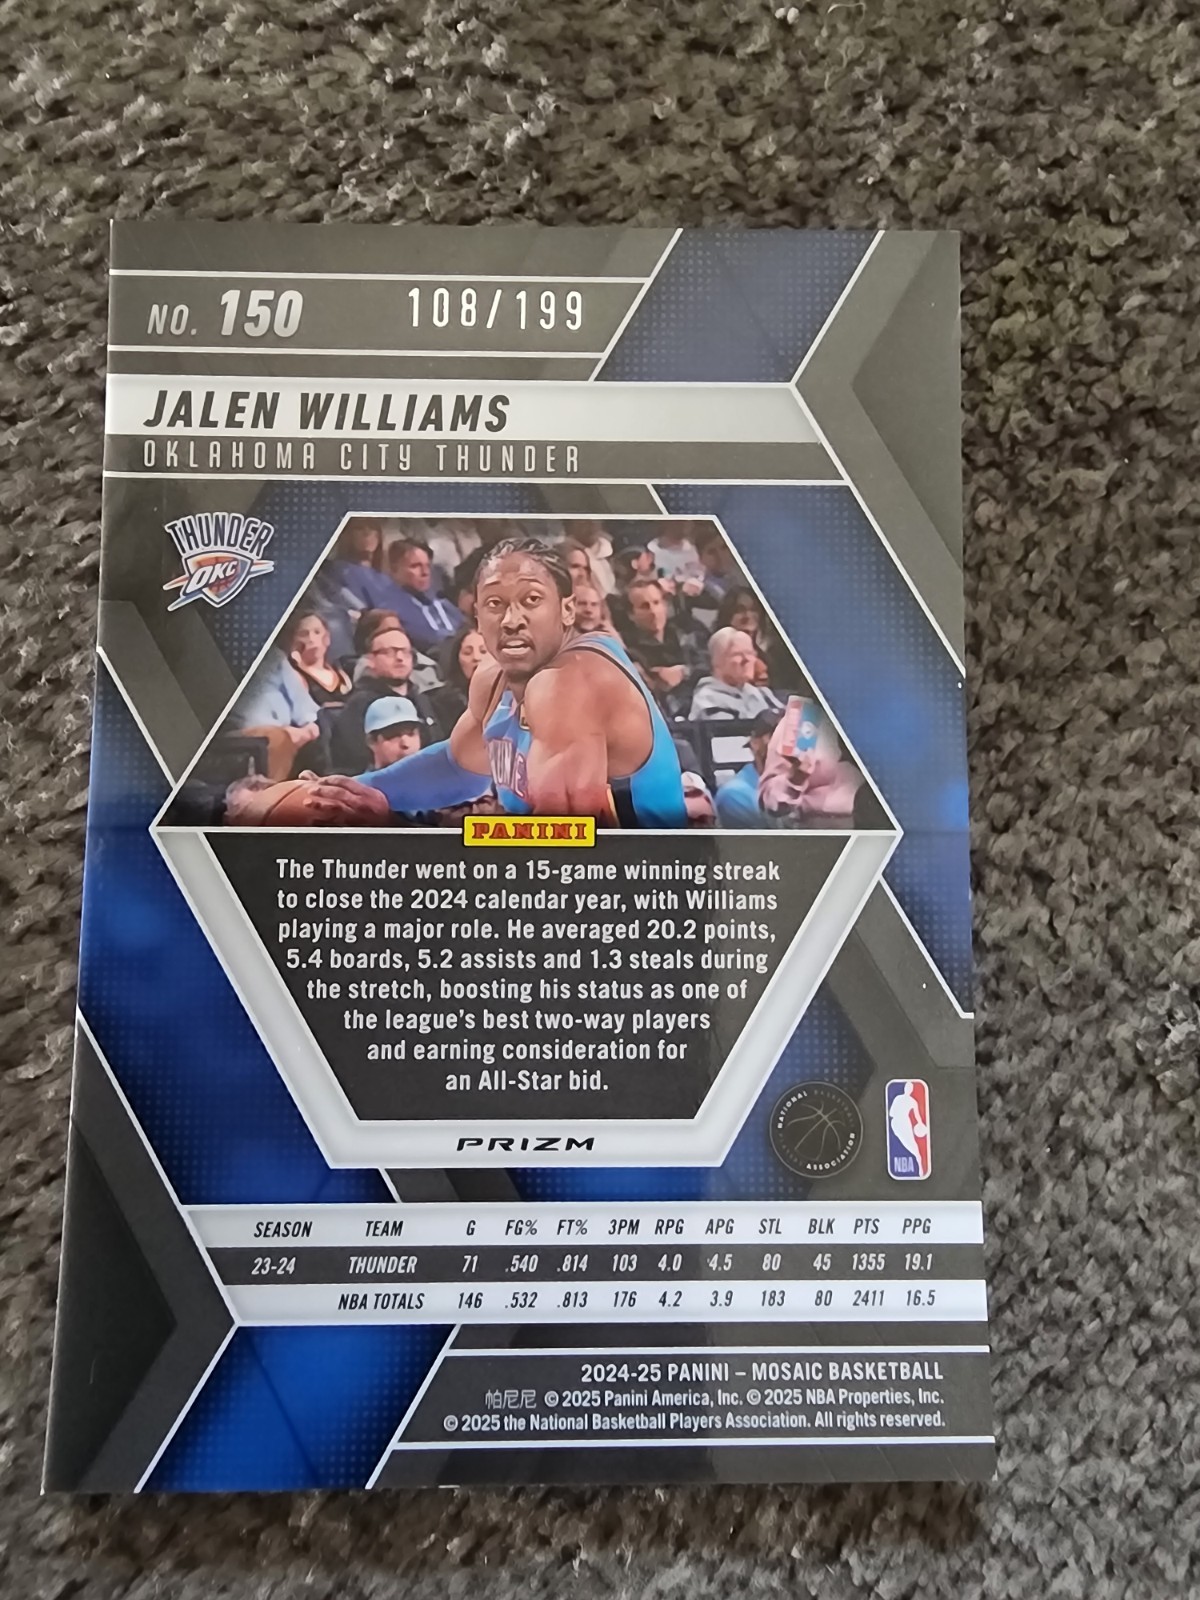 NO. 150 108/199
JALEN WILLIAMS
OKLAHOMA CITY THUNDER
THUNDER
OKC
PANINI
The Thunder went on a 15-game winning streak
to close the 2024 calendar year, with Williams
playing a major role. He averaged 20.2 points,
5.4 boards, 5.2 assists and 1.3 steals during
the stretch, boosting his status as one of
the league's best two-way players
and earning consideration for
an All-Star bid.
PRIZM
NATIONAL BASKETBALL
PLAYERS ASSOCIATION
NBA
SEASON TEAM G FG% FT% 3PM RPG APG STL BLK PTS PPG
23-24 THUNDER 71 .540 .814 103 4.0 4.5 80 45 1355 19.1
NBA TOTALS 146 .532 .813 176 4.2 3.9 183 80 2411 16.5
2024-25 PANINI – MOSAIC BASKETBALL
帕尼尼 © 2025 Panini America, Inc. © 2025 NBA Properties, Inc.
© 2025 the National Basketball Players Association. All rights reserved.